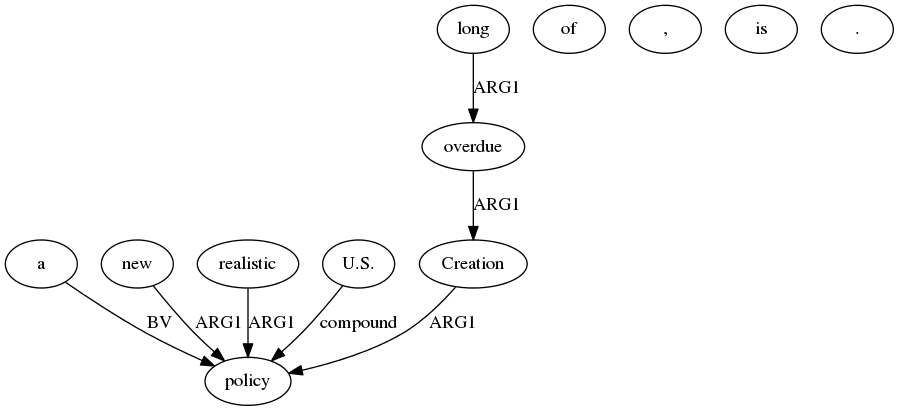 long of , is .
ARG1
overdue
ARG1
a new realistic U.S. Creation
BV ARG1 ARG1 compound ARG1
policy